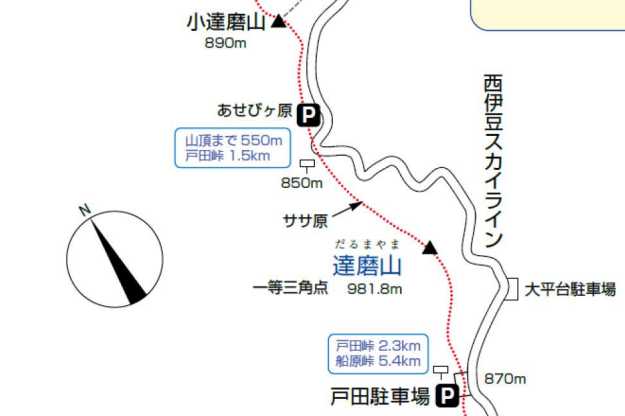 小達磨山
890m
あせびヶ原
P
山頂まで 550m
戸田峠 1.5km
850m
西伊豆スカイライン
N
ササ原
だるまやま
達磨山
一等三角点 981.8m
大平台駐車場
戸田峠 2.3km
船原峠 5.4km
870m
戸田駐車場
P